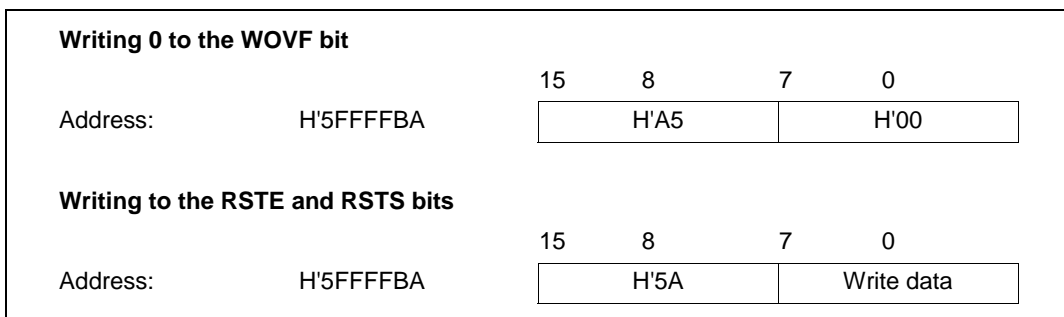 Writing 0 to the WOVF bit
15 8 7 0
Address: H'5FFFFBA H'A5 H'00
Writing to the RSTE and RSTS bits
15 8 7 0
Address: H'5FFFFBA H'5A Write data